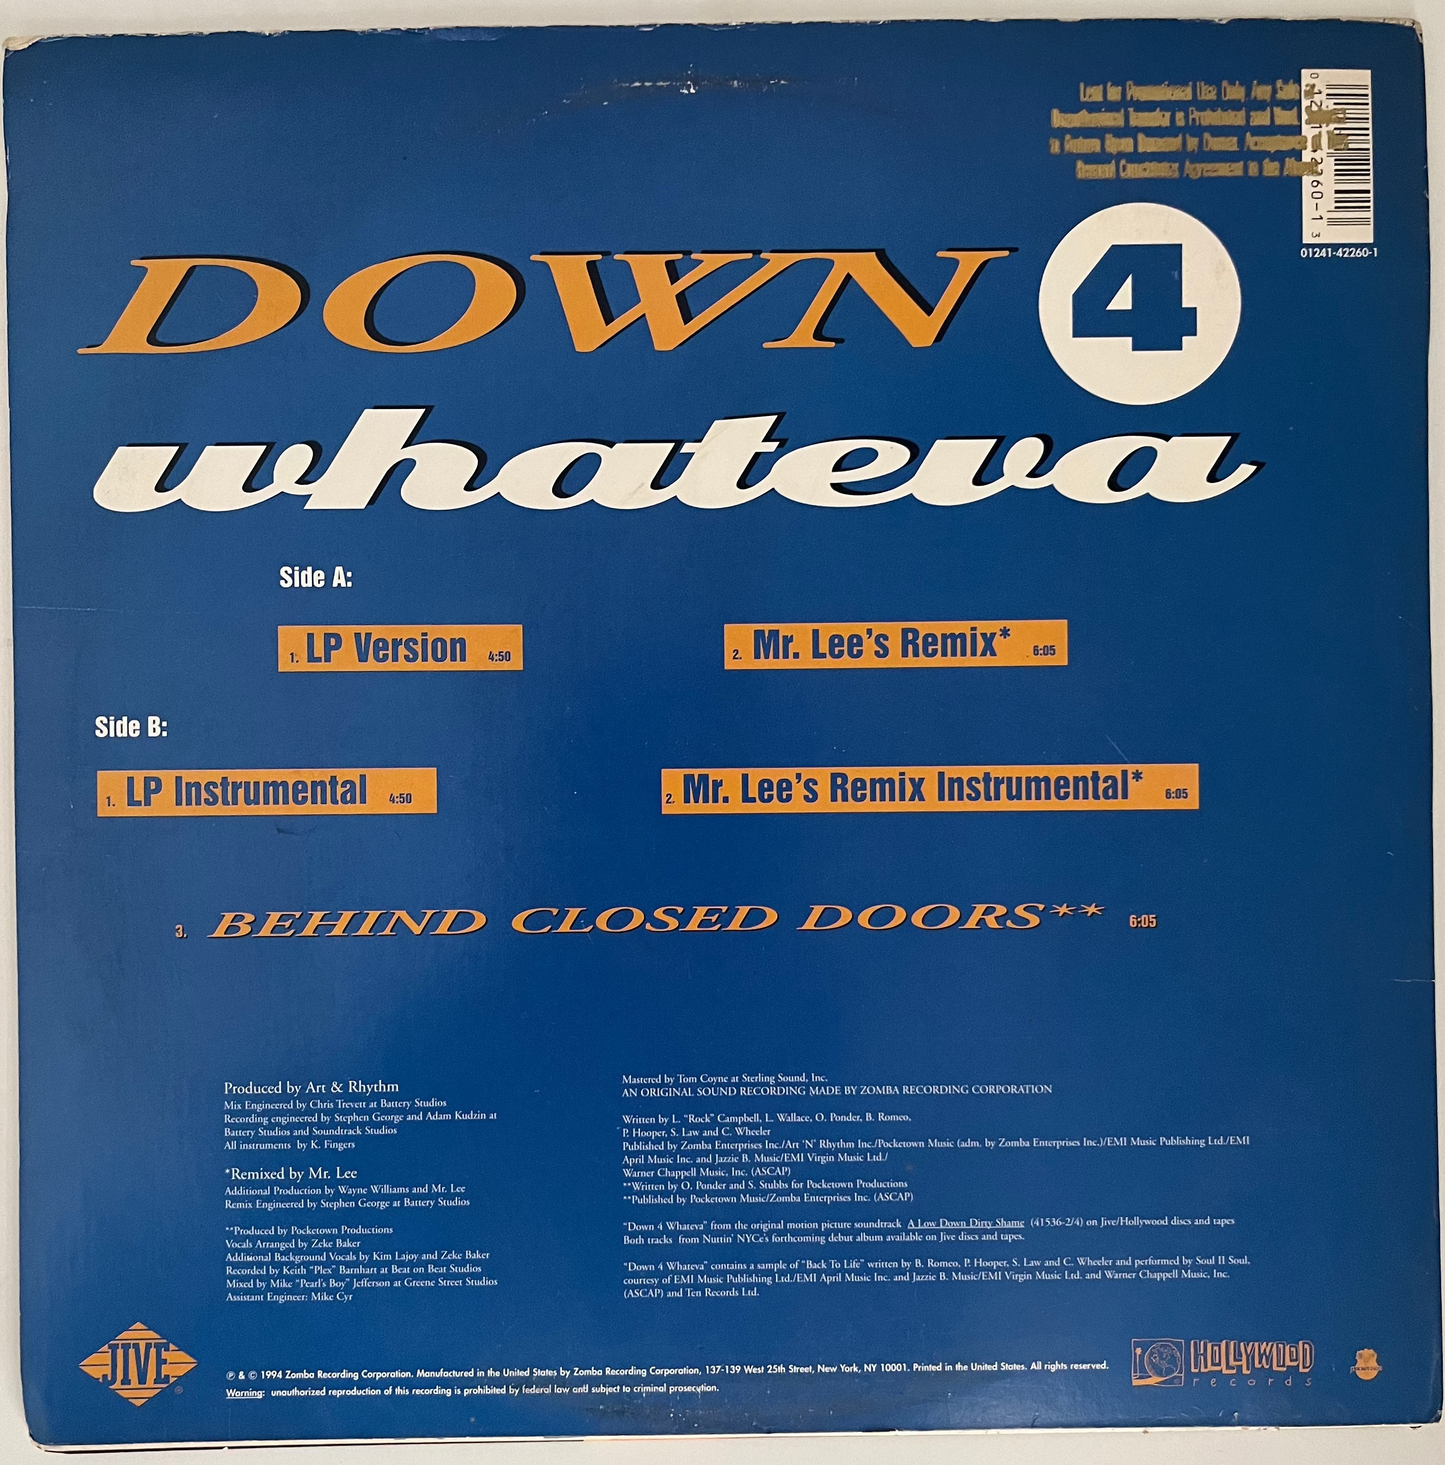 Lent for Promotional Use Only. Any Sale
Unauthorized Transfer is Prohibited and Void.
to Return Upon Demand by Owner. Acceptance
Record Constitutes Agreement to the
01241-42260-1
DOWN 4
whateva
Side A:
1. LP Version 4:50
2. Mr. Lee's Remix* 6:05
Side B:
1. LP Instrumental 4:50
2. Mr. Lee's Remix Instrumental* 6:05
3. BEHIND CLOSED DOORS** 6:05
Produced by Art & Rhythm
Mix Engineered by Chris Trevett at Battery Studios
Recording engineered by Stephen George and Adam Kudzin at
Battery Studios and Soundtrack Studios
All instruments by K. Fingers
*Remixed by Mr. Lee
Additional Production by Wayne Williams and Mr. Lee
Remix Engineered by Stephen George at Battery Studios
**Produced by Pocketown Productions
Vocals Arranged by Zeke Baker
Additional Background Vocals by Kim Lajoy and Zeke Baker
Recorded by Keith "Plex" Barnhart at Beat on Beat Studios
Mixed by Mike "Pearl's Boy" Jefferson at Greene Street Studios
Assistant Engineer: Mike Cyr
Mastered by Tom Coyne at Sterling Sound, Inc.
AN ORIGINAL SOUND RECORDING MADE BY ZOMBA RECORDING CORPORATION
Written by L. "Rock" Campbell, L. Wallace, O. Ponder, B. Romeo,
P. Hooper, S. Law and C. Wheeler
Published by Zomba Enterprises Inc./Art 'N' Rhythm Inc./Pocketown Music (adm. by Zomba Enterprises Inc.)/EMI Music Publishing Ltd./EMI
April Music Inc. and Jazzie B. Music/EMI Virgin Music Ltd./
Warner Chappell Music, Inc. (ASCAP)
**Written by O. Ponder and S. Stubbs for Pocketown Productions
**Published by Pocketown Music/Zomba Enterprises Inc. (ASCAP)
"Down 4 Whateva" from the original motion picture soundtrack A Low Down Dirty Shame (41536-2/4) on Jive/Hollywood discs and tapes
Both tracks from Nuttin' NYCe's forthcoming debut album available on Jive discs and tapes.
"Down 4 Whateva" contains a sample of "Back To Life" written by B. Romeo, P. Hooper, S. Law and C. Wheeler and performed by Soul II Soul,
courtesy of EMI Music Publishing Ltd./EMI April Music Inc. and Jazzie B. Music/EMI Virgin Music Ltd. and Warner Chappell Music, Inc.
(ASCAP) and Ten Records Ltd.
JIVE ®
℗ & © 1994 Zomba Recording Corporation. Manufactured in the United States by Zomba Recording Corporation, 137-139 West 25th Street, New York, NY 10001. Printed in the United States. All rights reserved.
Warning: unauthorized reproduction of this recording is prohibited by federal law and subject to criminal prosecution.
HOLLYWOOD
records